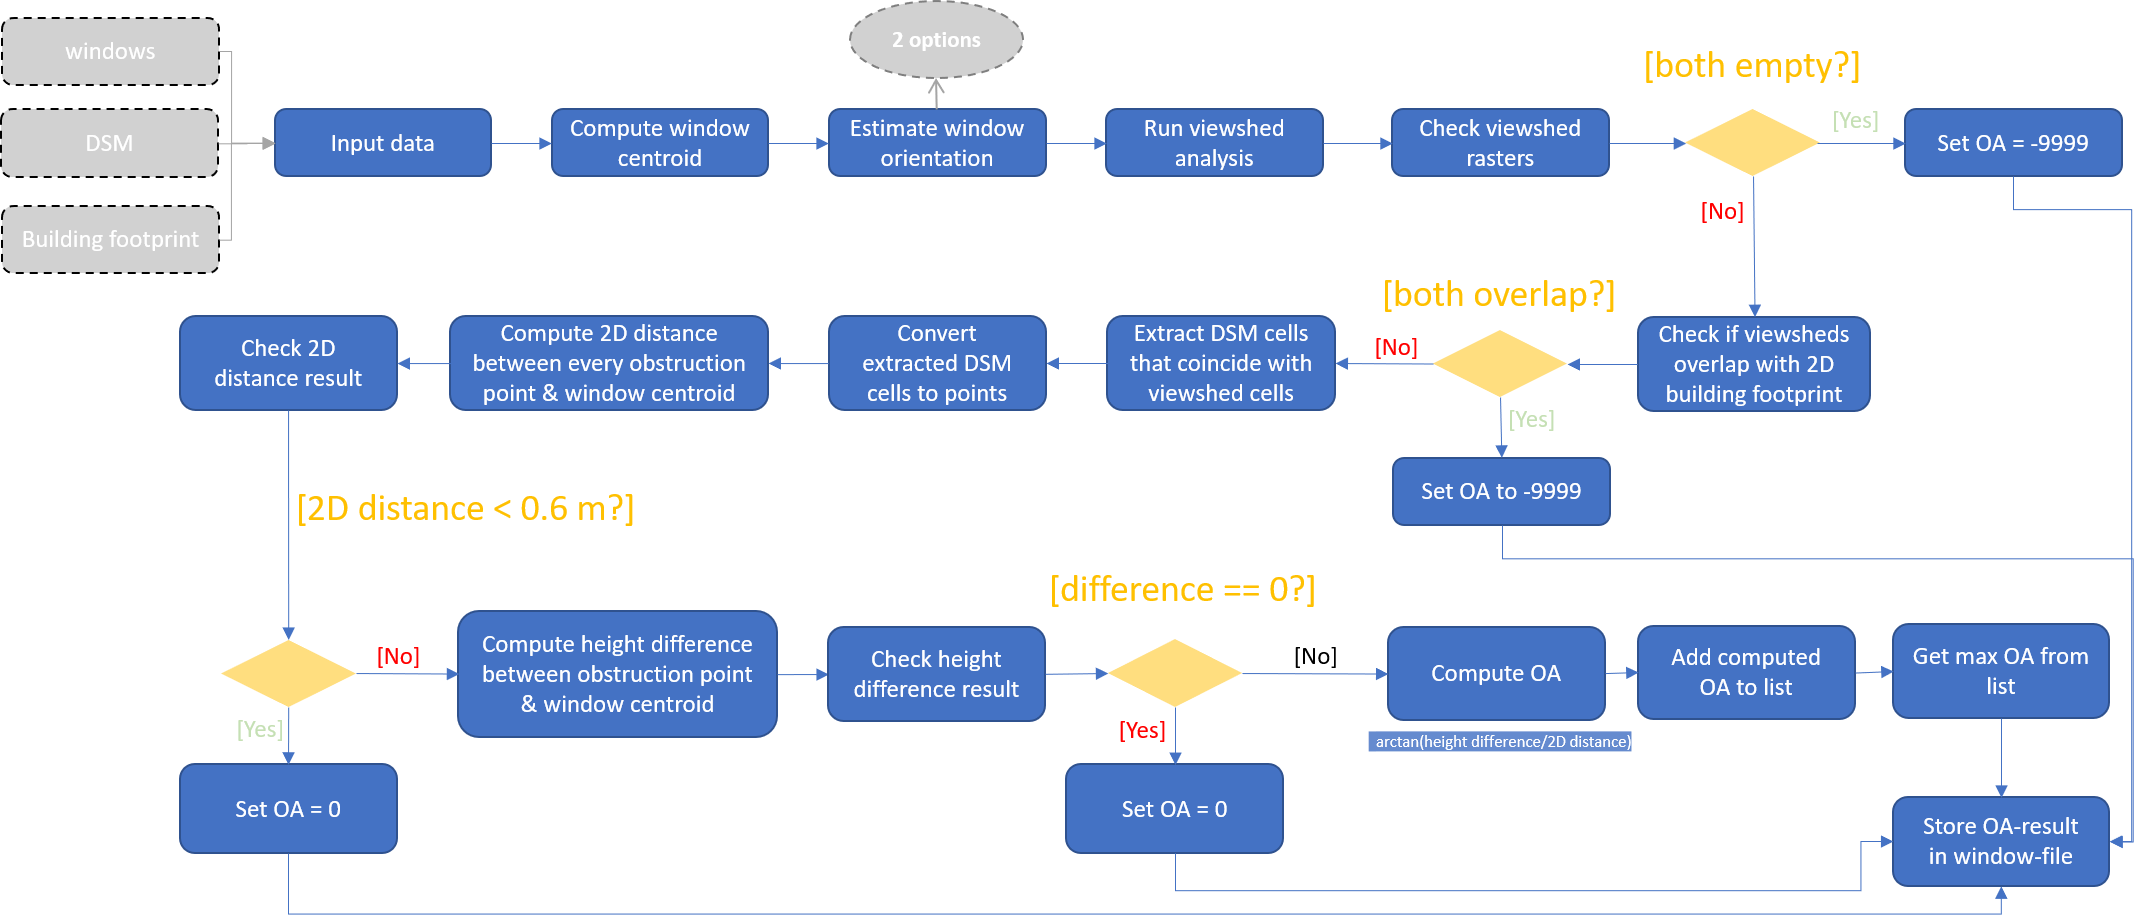 windows
DSM
Building footprint
Input data
Compute window
centroid
2 options
Estimate window
orientation
Run viewshed
analysis
Check viewshed
rasters
[both empty?]
[Yes]
Set OA = -9999
[No]
Check if viewsheds
overlap with 2D
building footprint
[both overlap?]
[No]
[Yes]
Set OA to -9999
Extract DSM cells
that coincide with
viewshed cells
Convert
extracted DSM
cells to points
Compute 2D distance
between every obstruction
point & window centroid
Check 2D
distance result
[2D distance < 0.6 m?]
[No]
[Yes]
Set OA = 0
Compute height difference
between obstruction point
& window centroid
Check height
difference result
[difference == 0?]
[No]
[Yes]
Set OA = 0
Compute OA
arctan(height difference/2D distance)
Add computed
OA to list
Get max OA from
list
Store OA-result
in window-file